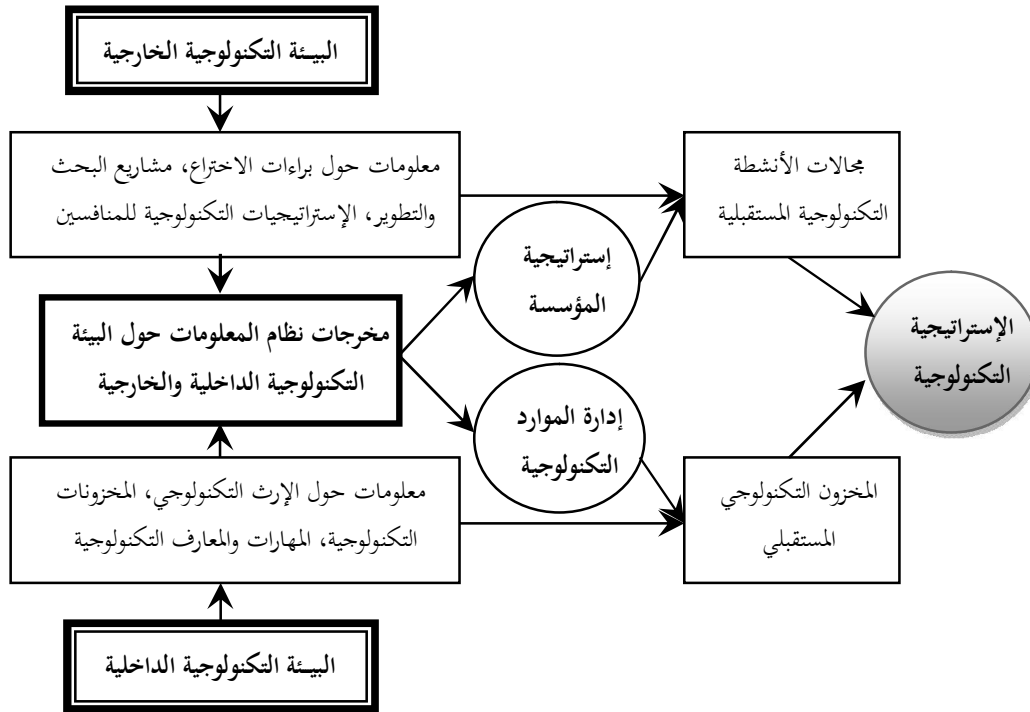 البيئة التكنولوجية الخارجية
معلومات حول براءات الاختراع، مشاريع البحث
والتطوير، الإستراتيجيات التكنولوجية للمنافسين
مجالات الأنشطة
التكنولوجية المستقبلية
إستراتيجية
المؤسسة
مخرجات نظام المعلومات حول البيئة
التكنولوجية الداخلية والخارجية
الإستراتيجية
التكنولوجية
إدارة الموارد
التكنولوجية
معلومات حول الإرث التكنولوجي، المخزونات
التكنولوجية، المهارات والمعارف التكنولوجية
المخزون التكنولوجي
المستقبلي
البيئة التكنولوجية الداخلية